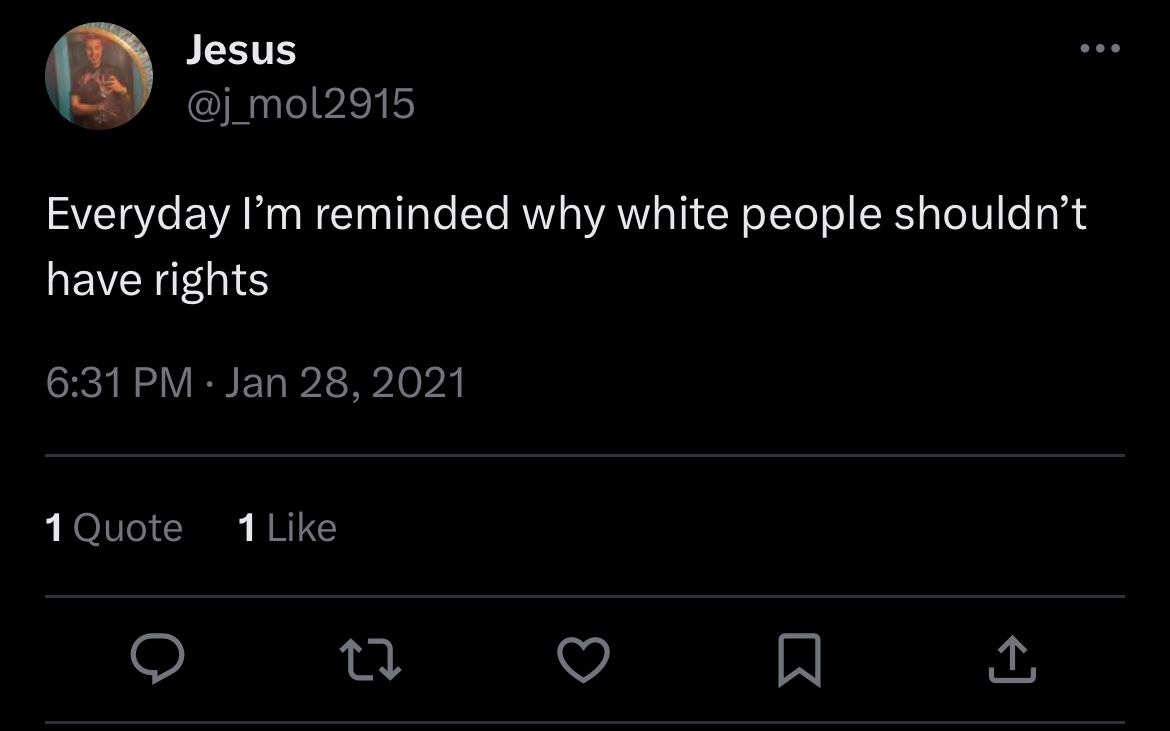 Jesus
@j_mol2915
Everyday I’m reminded why white people shouldn’t
have rights
6:31 PM · Jan 28, 2021
1 Quote 1 Like